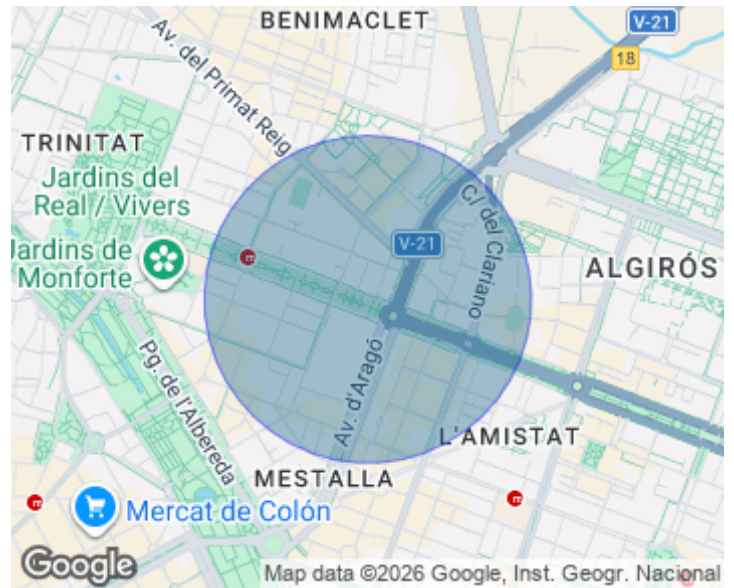 BENIMACLET
V-21
18
Av. del Primat Reig
TRINITAT
Jardins del
Real / Vivers
Jardins de
Monforte
C/ del Clariano
V-21
ALGIRÓS
Av. d'Aragó
Pg. de l'Albereda
L'AMISTAT
MESTALLA
Mercat de Colón
Google
Map data ©2026 Google, Inst. Geogr. Nacional